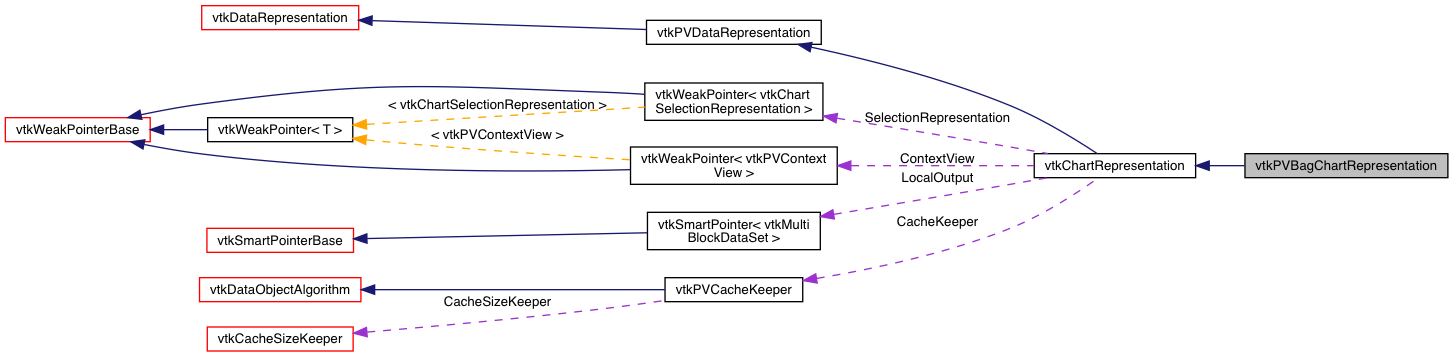 vtkDataRepresentation
vtkPVDataRepresentation
vtkWeakPointer< vtkChart
SelectionRepresentation >
< vtkChartSelectionRepresentation >
SelectionRepresentation
vtkWeakPointerBase
vtkWeakPointer< T >
< vtkPVContextView >
vtkWeakPointer< vtkPVContext
View >
ContextView
vtkChartRepresentation
vtkPVBagChartRepresentation
LocalOutput
vtkSmartPointer< vtkMulti
BlockDataSet >
CacheKeeper
vtkSmartPointerBase
vtkDataObjectAlgorithm
vtkPVCacheKeeper
CacheSizeKeeper
vtkCacheSizeKeeper